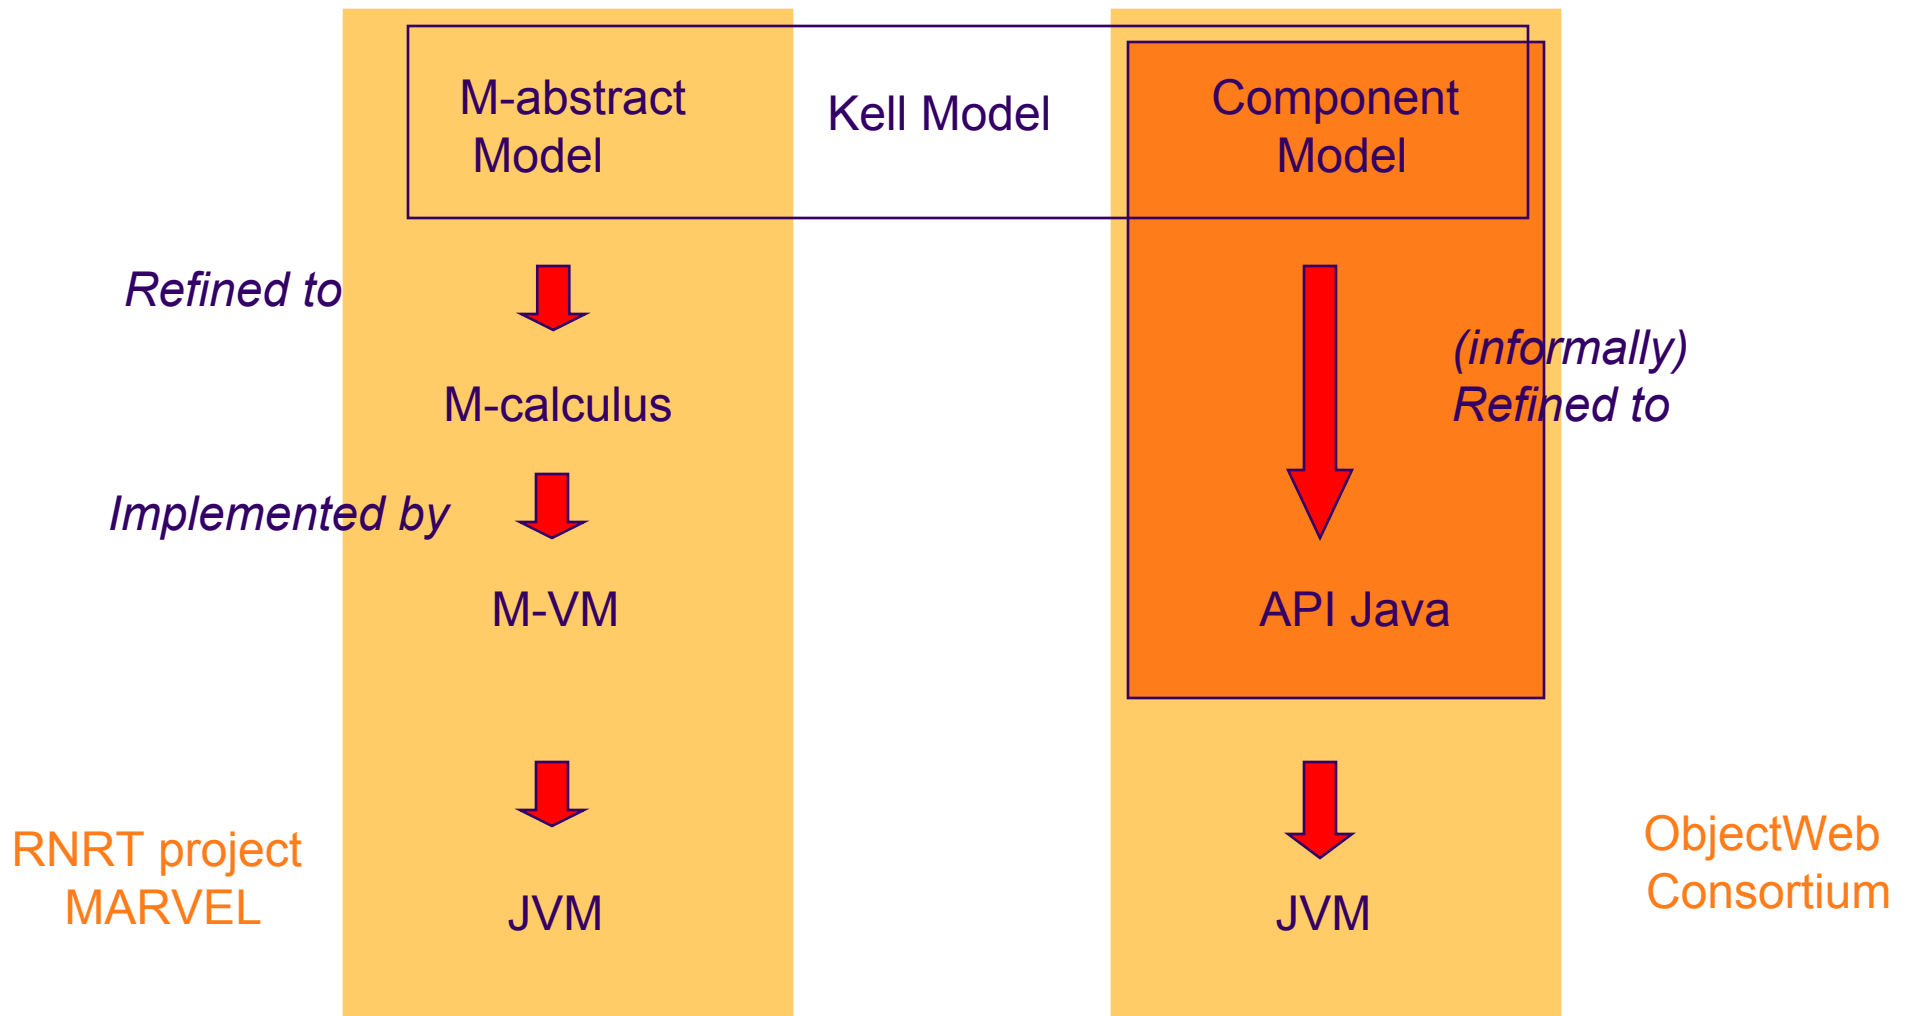 M-abstract
Model
Kell Model
Component
Model
Refined to
(informally)
Refined to
M-calculus
Implemented by
M-VM
API Java
RNRT project
MARVEL
JVM
JVM
ObjectWeb
Consortium